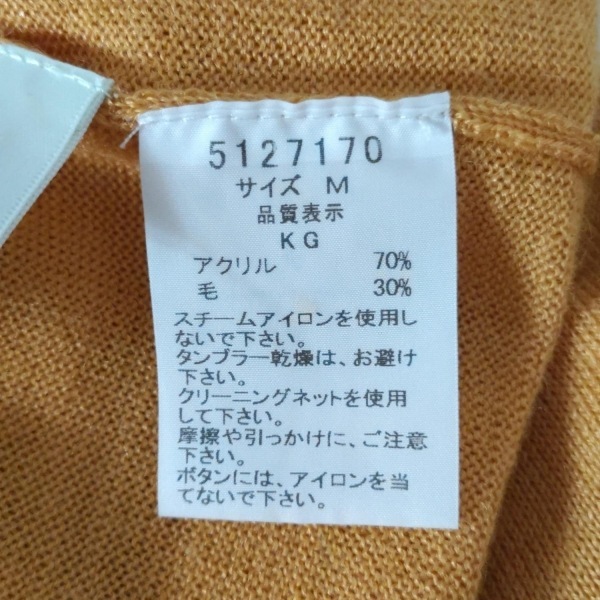 5127170
サイズ M
品質表示
KG
アクリル 70%
毛 30%
スチームアイロンを使用し
ないで下さい。
タンブラー乾燥は、お避け
下さい。
クリーニングネットを使用
して下さい。
摩擦や引っかけに、ご注意
下さい。
ボタンには、アイロンを当
てないで下さい。